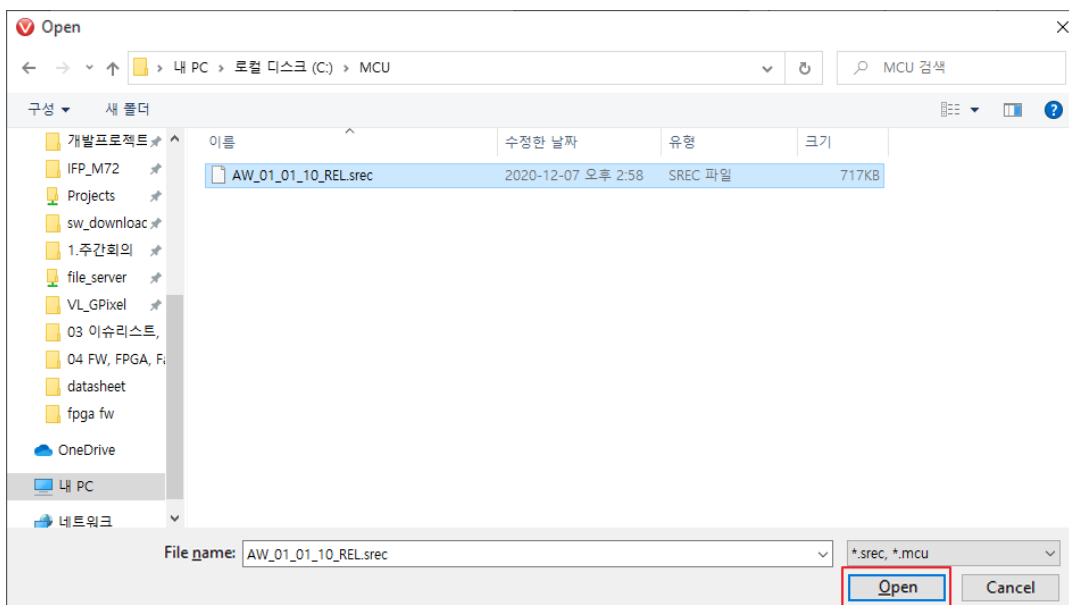 Open
내 PC > 로컬 디스크 (C:) > MCU
MCU 검색
구성
새 폴더
이름
수정한 날짜
유형
크기
개발프로젝트
AW_01_01_10_REL.srec
2020-12-07 오후 2:58
SREC 파일
717KB
IFP_M72
Projects
sw_downloac
1.주간회의
file_server
VL_GPixel
03 이슈리스트,
04 FW, FPGA, Fa
datasheet
fpga fw
OneDrive
내 PC
네트워크
File name:
AW_01_01_10_REL.srec
*.srec, *.mcu
Open
Cancel